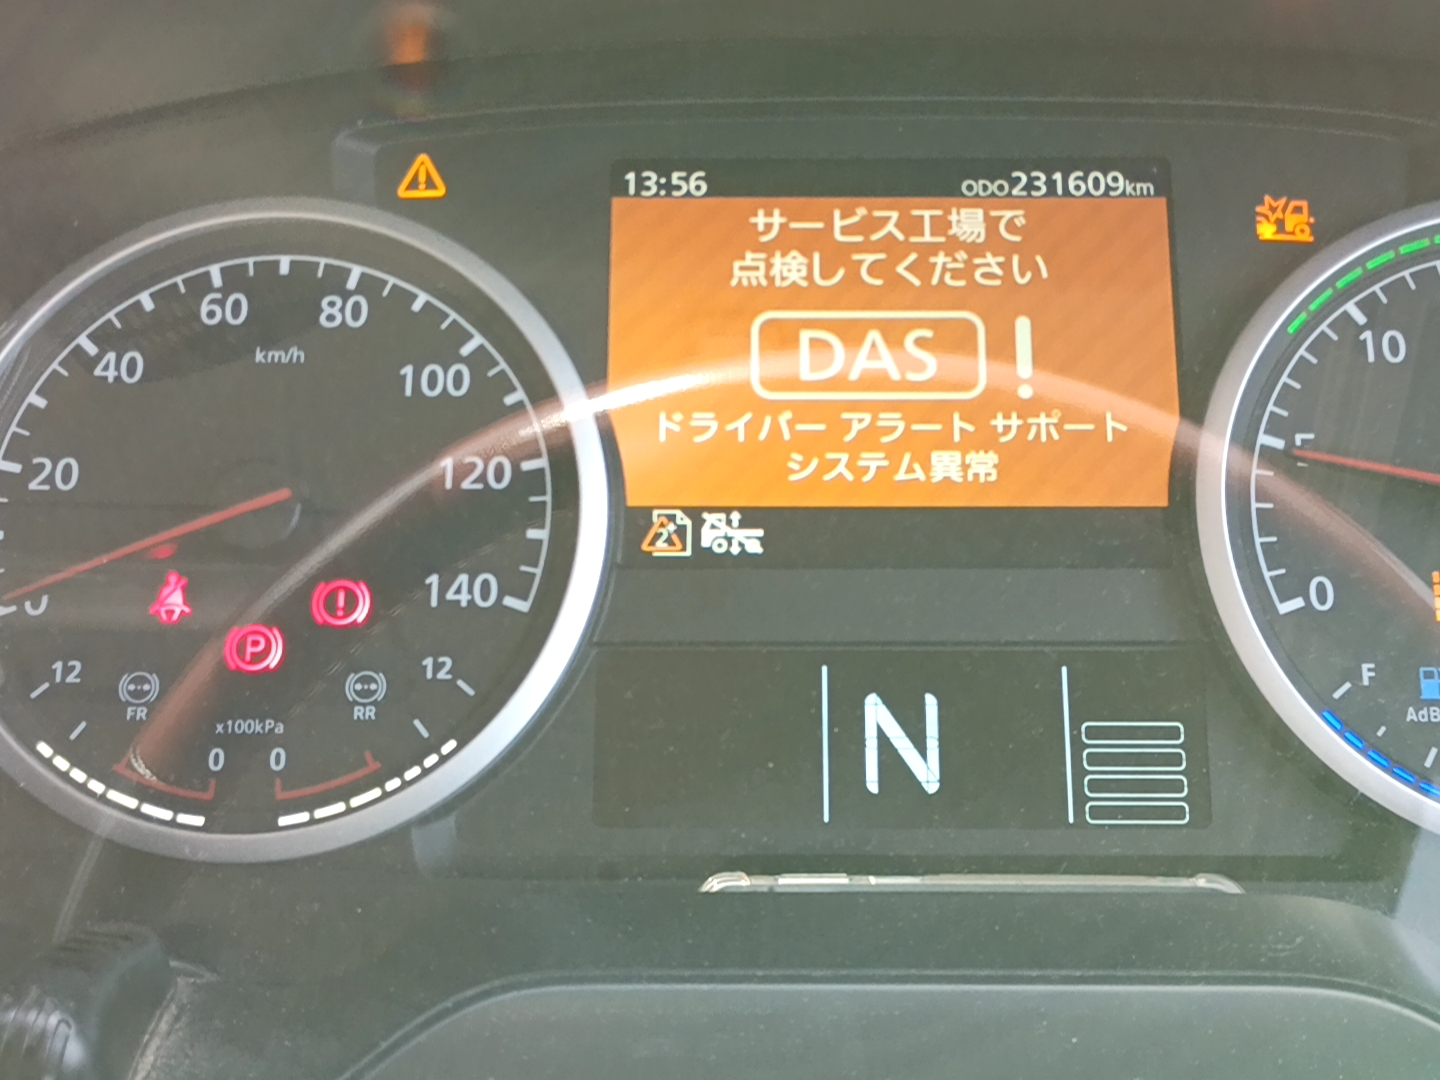 13:56 ODO231609km
サービス工場で
点検してください
DAS !
ドライバー アラート サポート
システム異常
2
60 80
km/h
40 100
20 120
0 140
P
12 12
FR RR
x100kPa
0 0
N
10
0
F